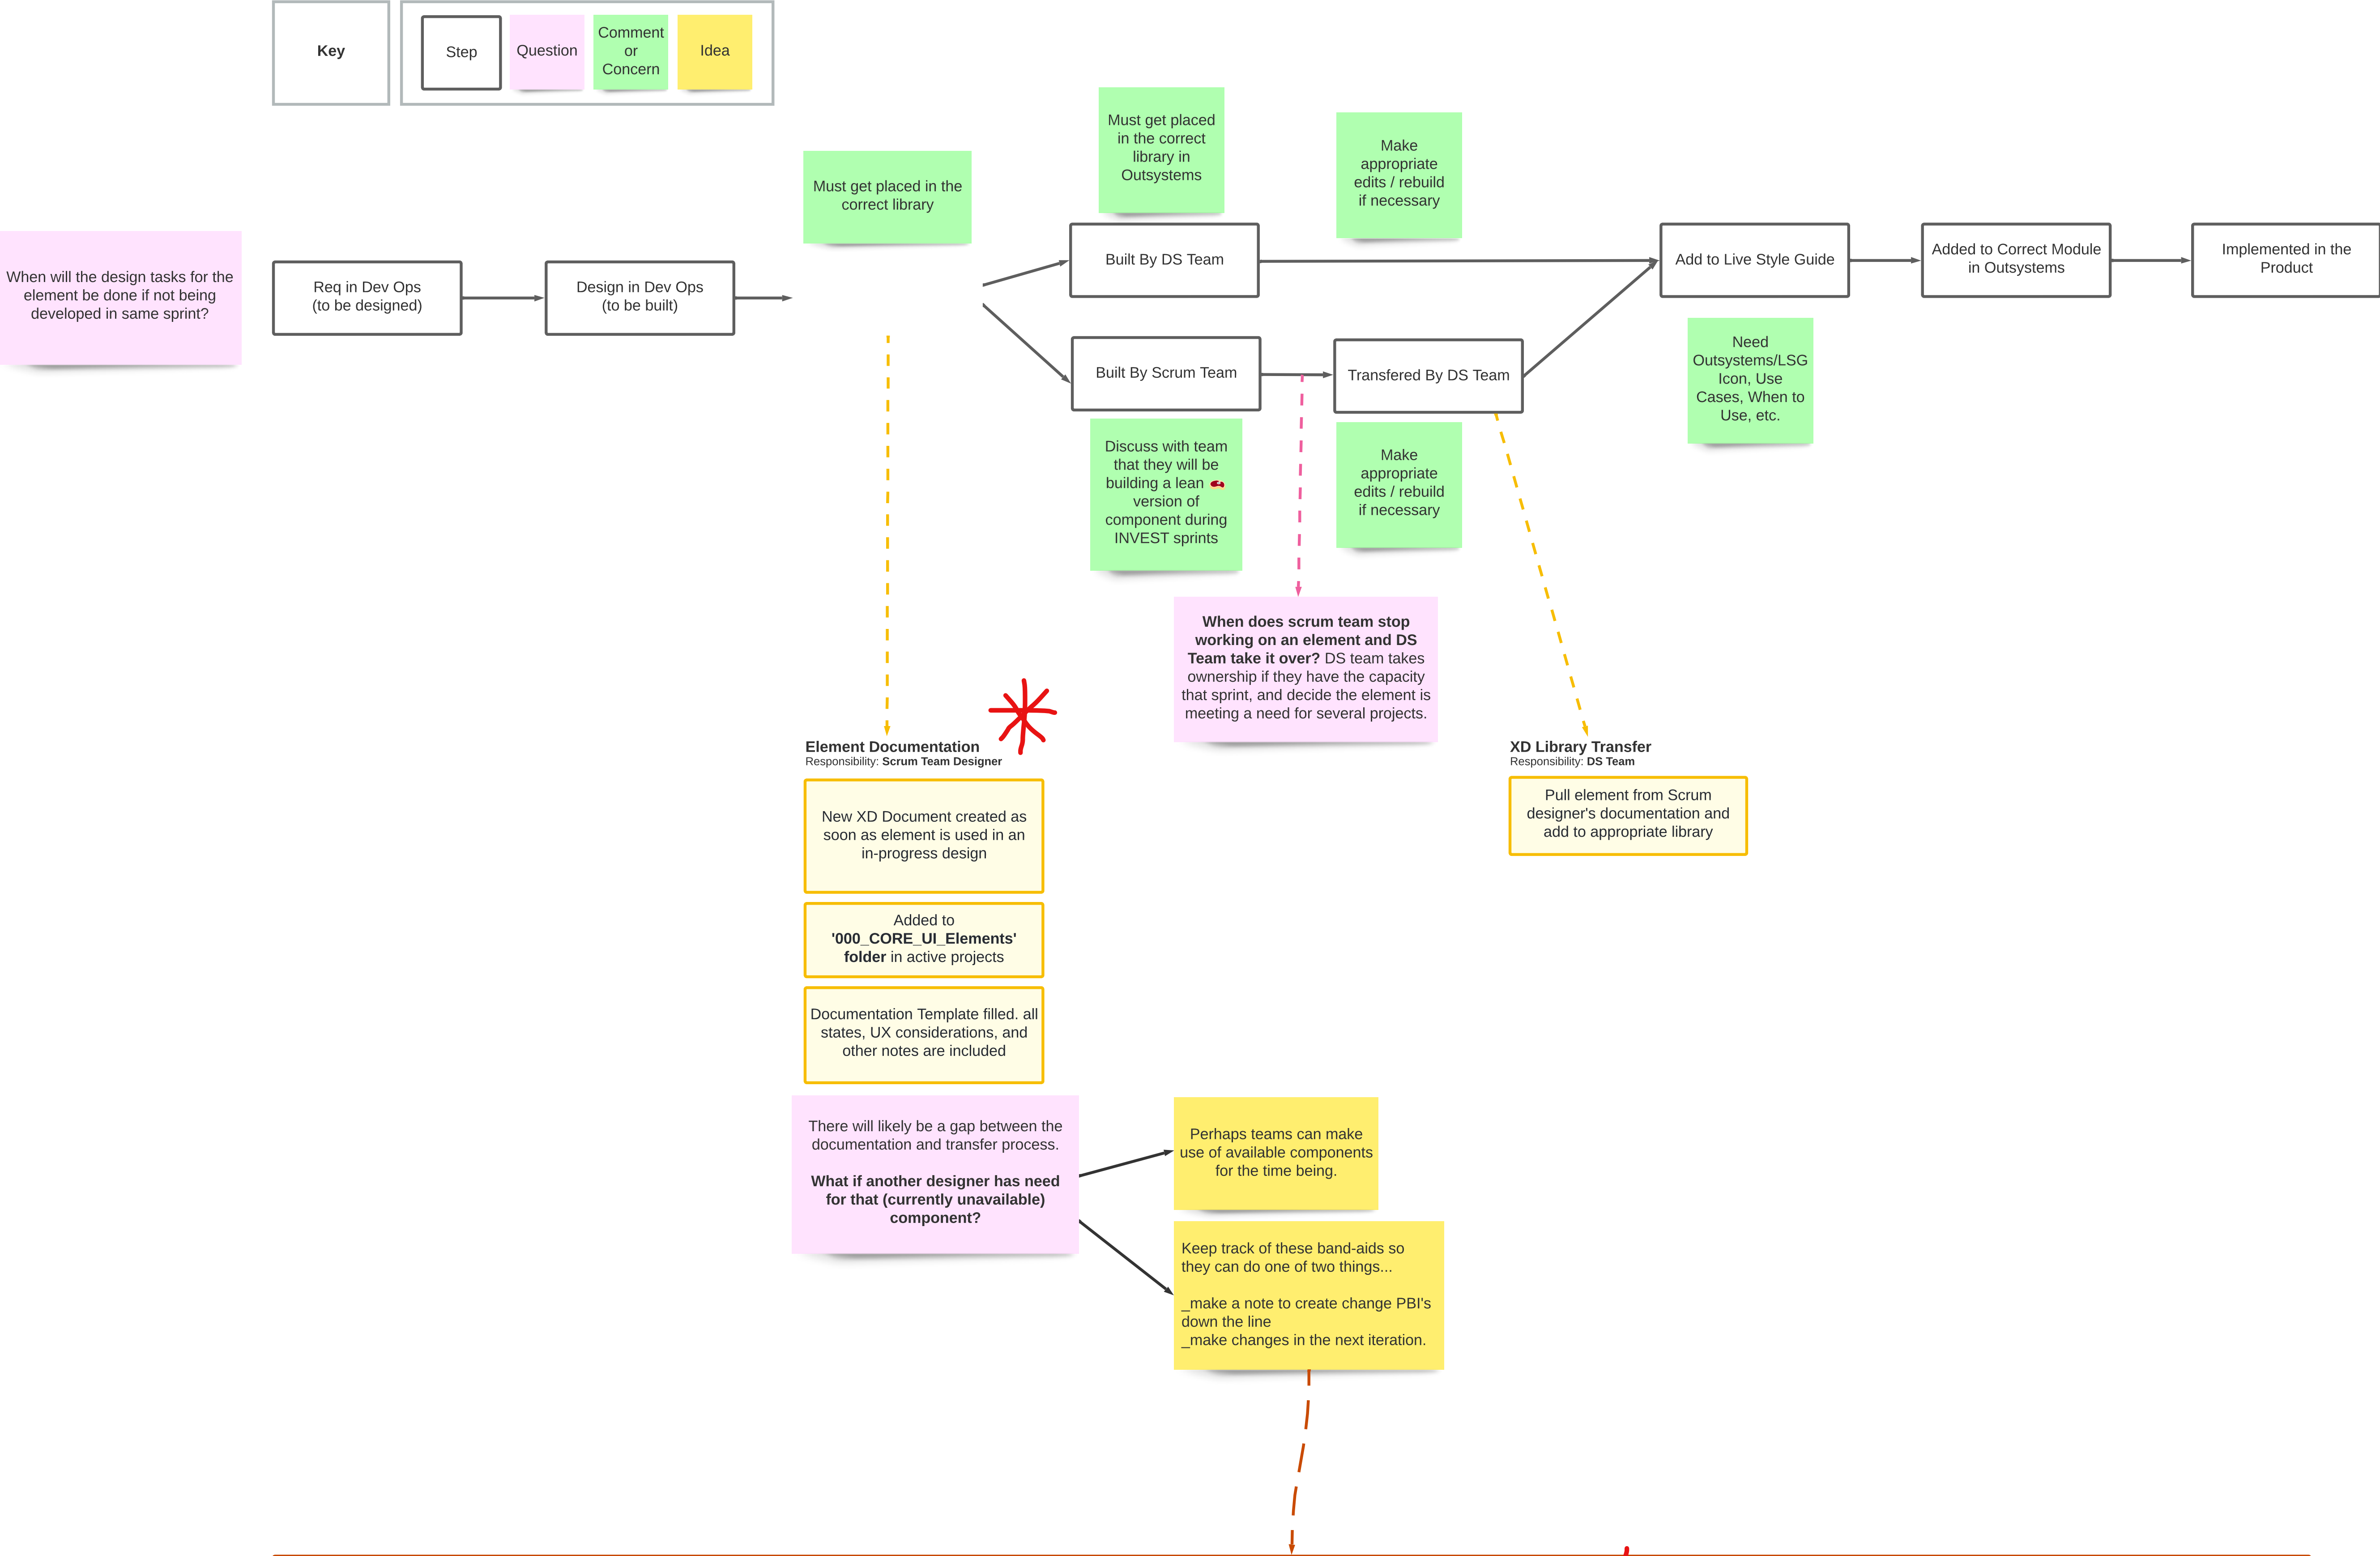 Key
Step
Question
Comment
or
Concern
Idea
Must get placed
in the correct
library in
Outsystems
Make
appropriate
edits / rebuild
if necessary
Must get placed in the
correct library
When will the design tasks for the
element be done if not being
developed in same sprint?
Req in Dev Ops
(to be designed)
Design in Dev Ops
(to be built)
Built By DS Team
Add to Live Style Guide
Added to Correct Module
in Outsystems
Implemented in the
Product
Built By Scrum Team
Transfered By DS Team
Need
Outsystems/LSG
Icon, Use
Cases, When to
Use, etc.
Discuss with team
that they will be
building a lean 🥩
version of
component during
INVEST sprints
Make
appropriate
edits / rebuild
if necessary
When does scrum team stop
working on an element and DS
Team take it over? DS team takes
ownership if they have the capacity
that sprint, and decide the element is
meeting a need for several projects.
Element Documentation
Responsibility: Scrum Team Designer
New XD Document created as
soon as element is used in an
in-progress design
Added to
'000_CORE_UI_Elements'
folder in active projects
Documentation Template filled. all
states, UX considerations, and
other notes are included
XD Library Transfer
Responsibility: DS Team
Pull element from Scrum
designer's documentation and
add to appropriate library
There will likely be a gap between the
documentation and transfer process.
What if another designer has need
for that (currently unavailable)
component?
Perhaps teams can make
use of available components
for the time being.
Keep track of these band-aids so
they can do one of two things...
_make a note to create change PBI's
down the line
_make changes in the next iteration.